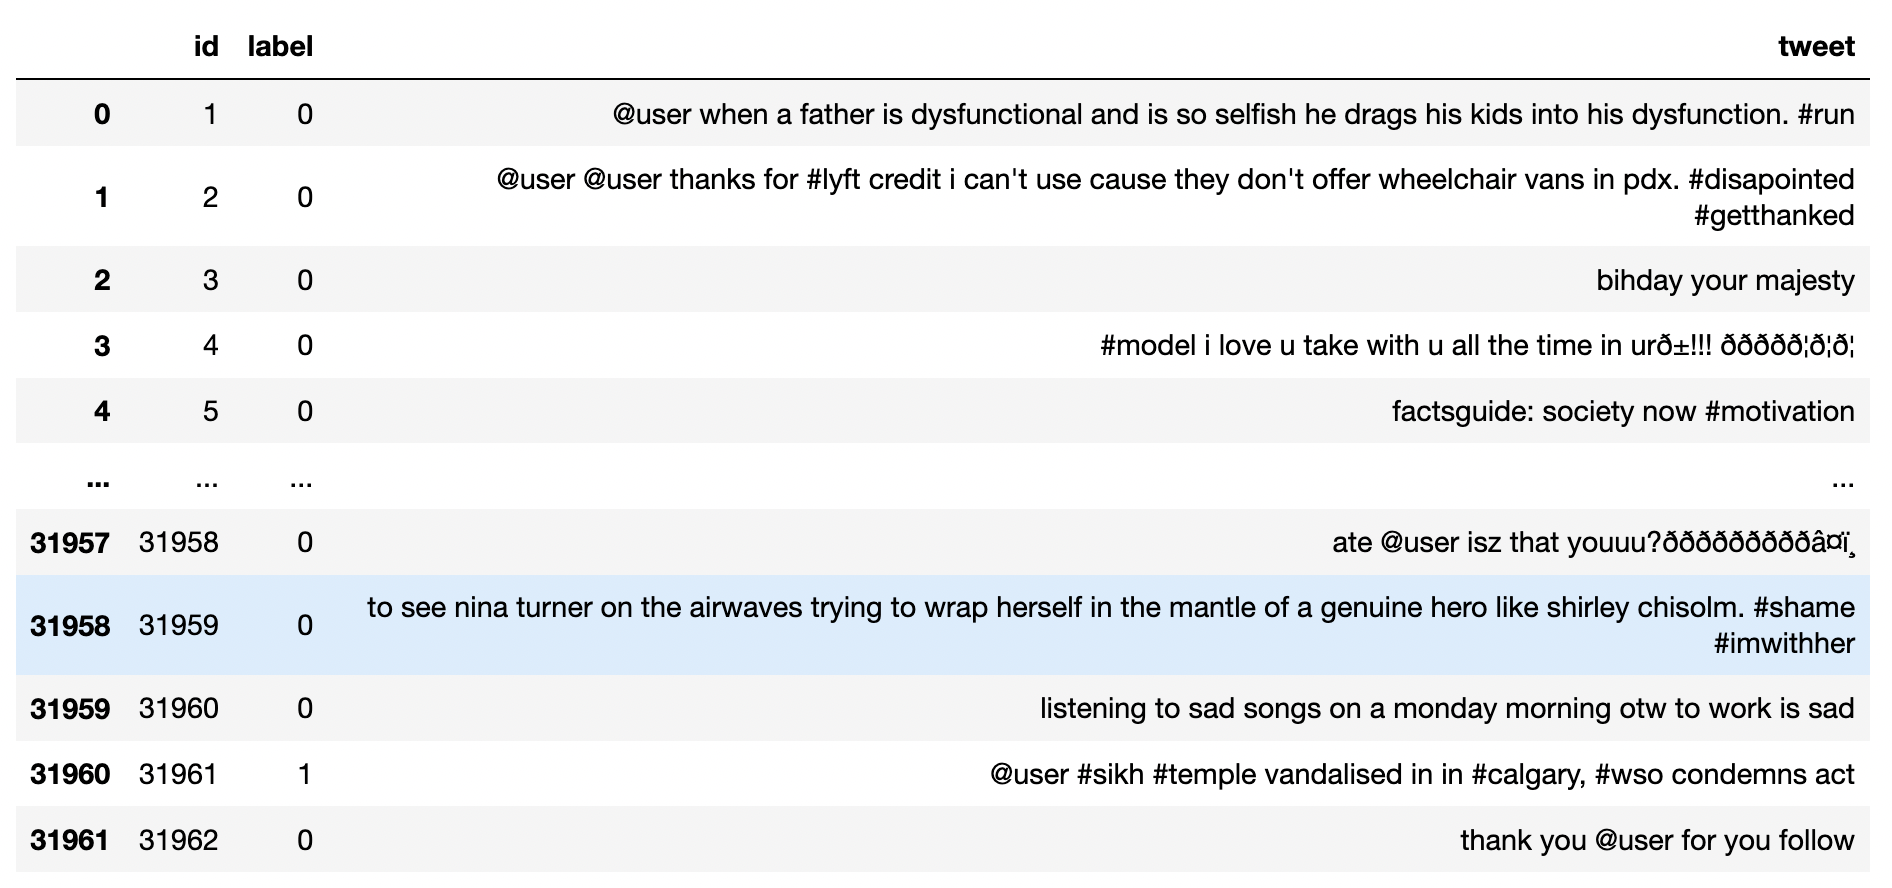 id label tweet
0 1 0 @user when a father is dysfunctional and is so selfish he drags his kids into his dysfunction. #run
1 2 0 @user @user thanks for #lyft credit i can't use cause they don't offer wheelchair vans in pdx. #disapointed
#getthanked
2 3 0 bihday your majesty
3 4 0 #model i love u take with u all the time in urð±!!! ððððð¦ð¦ð¦
4 5 0 factsguide: society now #motivation
... ... ... ...
31957 31958 0 ate @user isz that youuu?ððððððððð❤ï¸
31958 31959 0 to see nina turner on the airwaves trying to wrap herself in the mantle of a genuine hero like shirley chisolm. #shame
#imwithher
31959 31960 0 listening to sad songs on a monday morning otw to work is sad
31960 31961 1 @user #sikh #temple vandalised in in #calgary, #wso condemns act
31961 31962 0 thank you @user for you follow